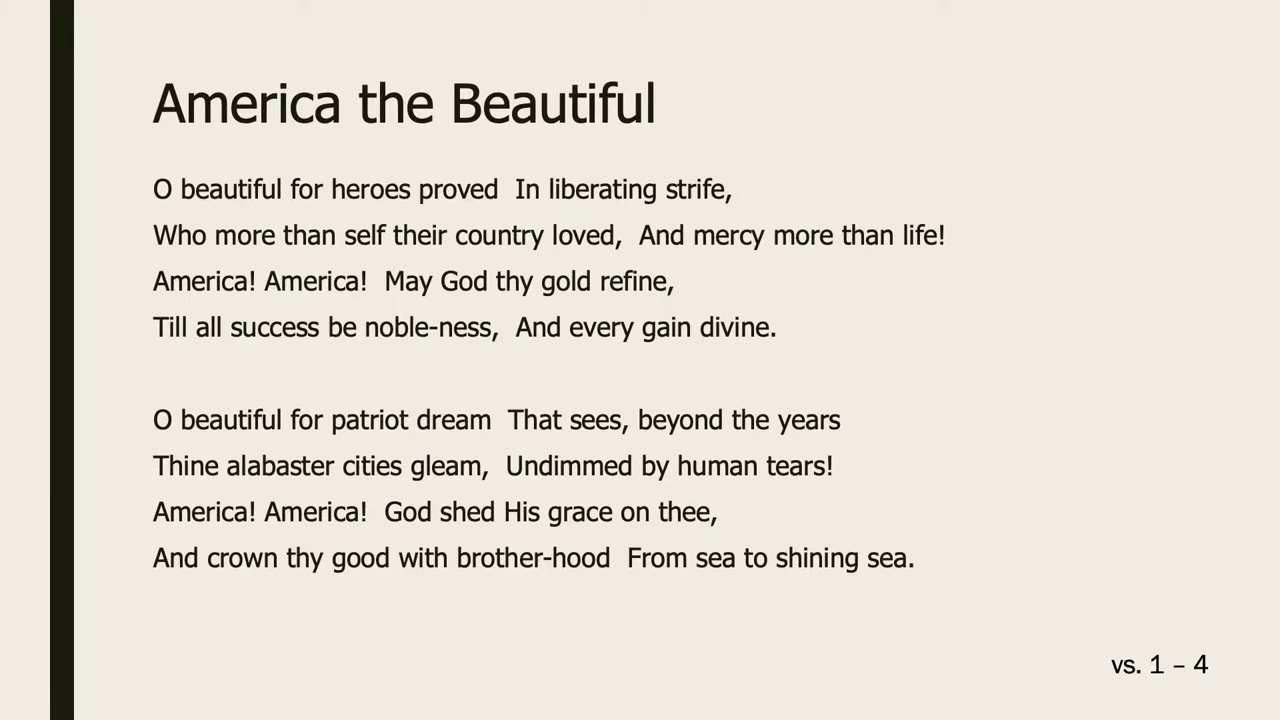 America the Beautiful
O beautiful for heroes proved  In liberating strife,
Who more than self their country loved,  And mercy more than life!
America! America!  May God thy gold refine,
Till all success be noble-ness,  And every gain divine.
O beautiful for patriot dream  That sees, beyond the years
Thine alabaster cities gleam,  Undimmed by human tears!
America! America!  God shed His grace on thee,
And crown thy good with brother-hood  From sea to shining sea.
vs. 1 – 4